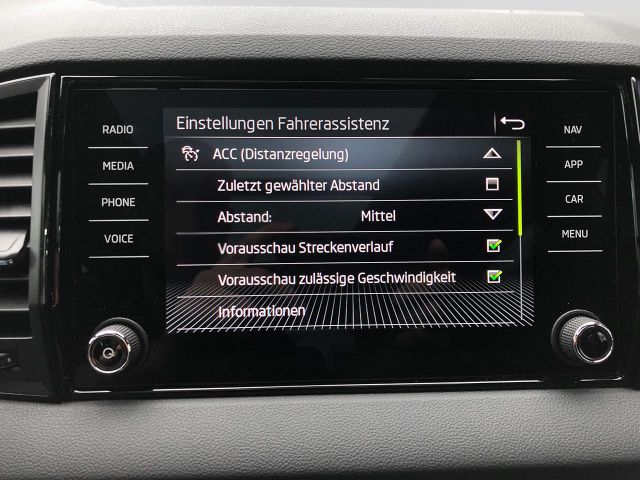 RADIO
MEDIA
PHONE
VOICE
Einstellungen Fahrerassistenz
ACC (Distanzregelung)
Zuletzt gewählter Abstand
Abstand: Mittel
Vorausschau Streckenverlauf
Vorausschau zulässige Geschwindigkeit
Informationen
NAV
APP
CAR
MENU